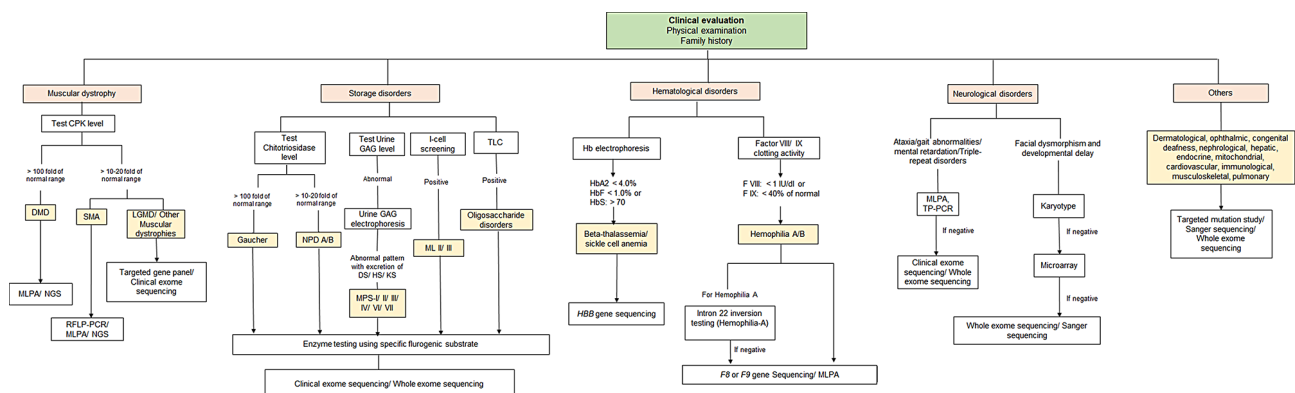 Clinical evaluation
Physical examination
Family history
Muscular dystrophy
Test CPK level
> 100 fold of
normal range
> 10-20 fold of
normal range
DMD
SMA
LGMD/ Other
Muscular
dystrophies
MLPA/ NGS
Targeted gene panel/
Clinical exome
sequencing
RFLP-PCR/
MLPA/ NGS
Storage disorders
Test
Chitotriosidase
level
> 100 fold of
normal range
> 10-20 fold of
normal range
Gaucher
NPD A/B
Test Urine
GAG level
Abnormal
Urine GAG
electrophoresis
Abnormal pattern
with excretion of
DS/ HS/ KS
MPS-I/ II/ III/
IV/ VI/ VII
I-cell
screening
Positive
ML II/ III
TLC
Positive
Oligosaccharide
disorders
Enzyme testing using specific flurogenic substrate
Clinical exome sequencing/ Whole exome sequencing
Hematological disorders
Hb electrophoresis
HbA2 < 4.0%
HbF < 1.0% or
HbS: > 70
Beta-thalassemia/
sickle cell anemia
HBB gene sequencing
Factor VIII/ IX
clotting activity
F VIII: < 1 IU/dl or
F IX: < 40% of normal
Hemophilia A/B
For Hemophilia A
Intron 22 inversion
testing (Hemophilia-A)
If negative
F8 or F9 gene Sequencing/ MLPA
Neurological disorders
Ataxia/gait abnormalities/
mental retardation/Triple-
repeat disorders
MLPA,
TP-PCR
If negative
Clinical exome sequencing/ Whole
exome sequencing
Facial dysmorphism and
developmental delay
Karyotype
If negative
Microarray
If negative
Whole exome sequencing/ Sanger
sequencing
Others
Dermatological, ophthalmic, congenital
deafness, nephrological, hepatic,
endocrine, mitochondrial,
cardiovascular, immunological,
musculoskeletal, pulmonary
Targeted mutation study/
Sanger sequencing/
Whole exome
sequencing